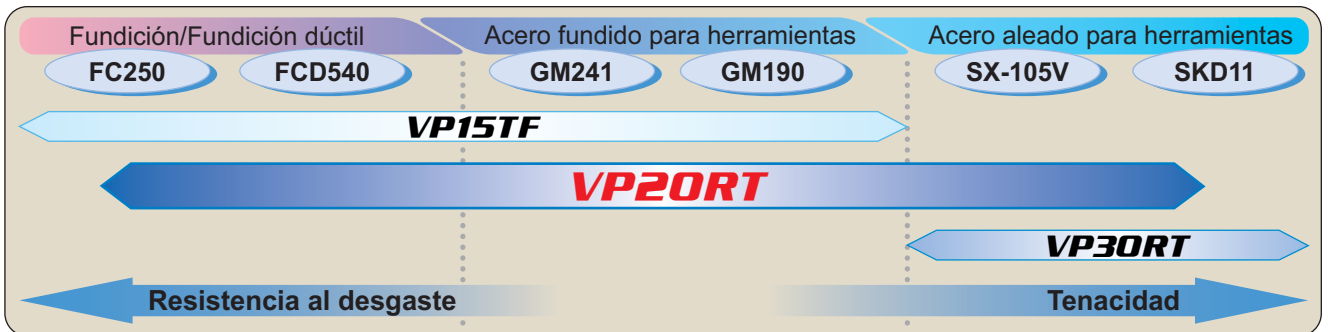 Fundición/Fundición dúctil Acero fundido para herramientas Acero aleado para herramientas
FC250 FCD540 GM241 GM190 SX-105V SKD11
VP15TF
VP20RT
VP30RT
Resistencia al desgaste Tenacidad